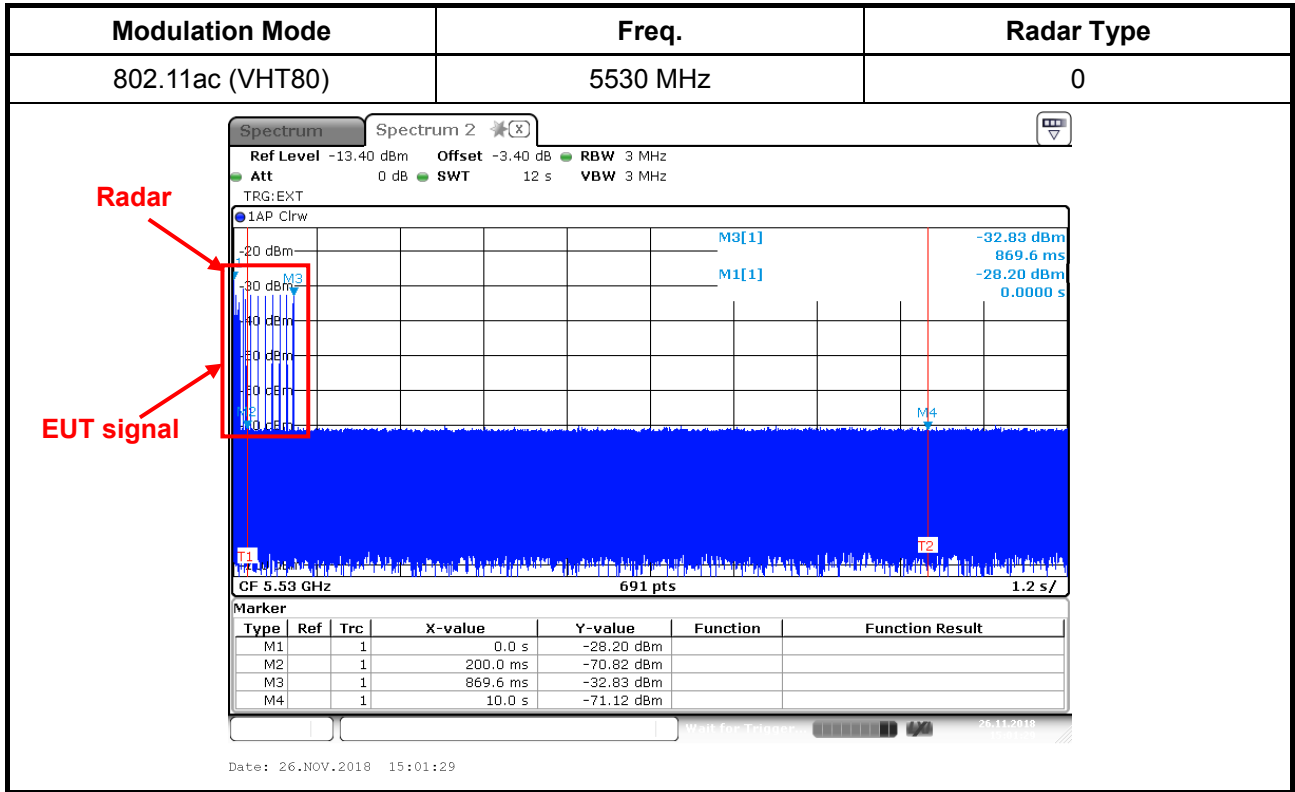 Modulation Mode Freq. Radar Type
802.11ac (VHT80) 5530 MHz 0
Spectrum Spectrum 2 X
Ref Level -13.40 dBm Offset -3.40 dB RBW 3 MHz
Att 0 dB SWT 12 s VBW 3 MHz
TRG:EXT
Radar
1AP Clrw
M3[1] -32.83 dBm
-20 dBm 869.6 ms
M1[1] -28.20 dBm
M3
-30 dBm 0.0000 s
-40 dBm
EUT signal
M2 M4
T1 T2
CF 5.53 GHz 691 pts 1.2 s/
Marker
Type Ref Trc X-value Y-value Function Function Result
M1 1 0.0 s -28.20 dBm
M2 1 200.0 ms -70.82 dBm
M3 1 869.6 ms -32.83 dBm
M4 1 10.0 s -71.12 dBm
Wait for Trigger... 26.11.2018
Date: 26.NOV.2018 15:01:29